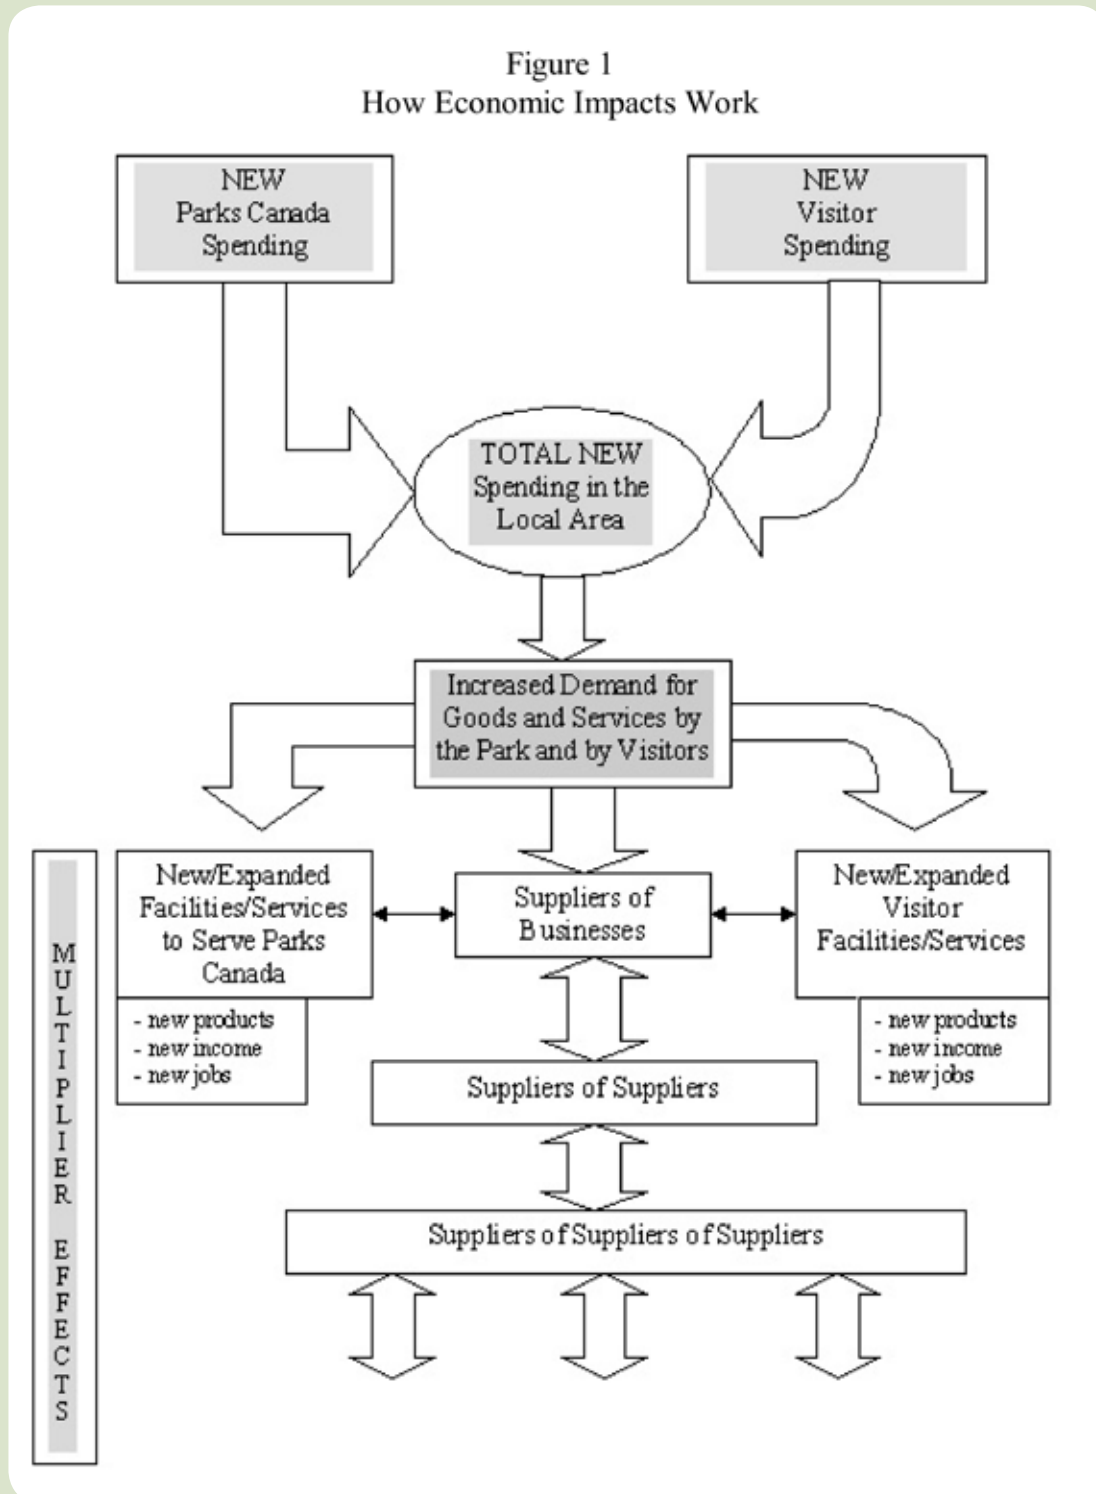 Figure 1
How Economic Impacts Work
NEW
Parks Canada
Spending
NEW
Visitor
Spending
TOTAL NEW
Spending in the
Local Area
Increased Demand for
Goods and Services by
the Park and by Visitors
New/Expanded
Facilities/Services
to Serve Parks
Canada
- new products
- new income
- new jobs
Suppliers of
Businesses
New/Expanded
Visitor
Facilities/Services
- new products
- new income
- new jobs
Suppliers of Suppliers
Suppliers of Suppliers of Suppliers
MULTIPLIER EFFECTS